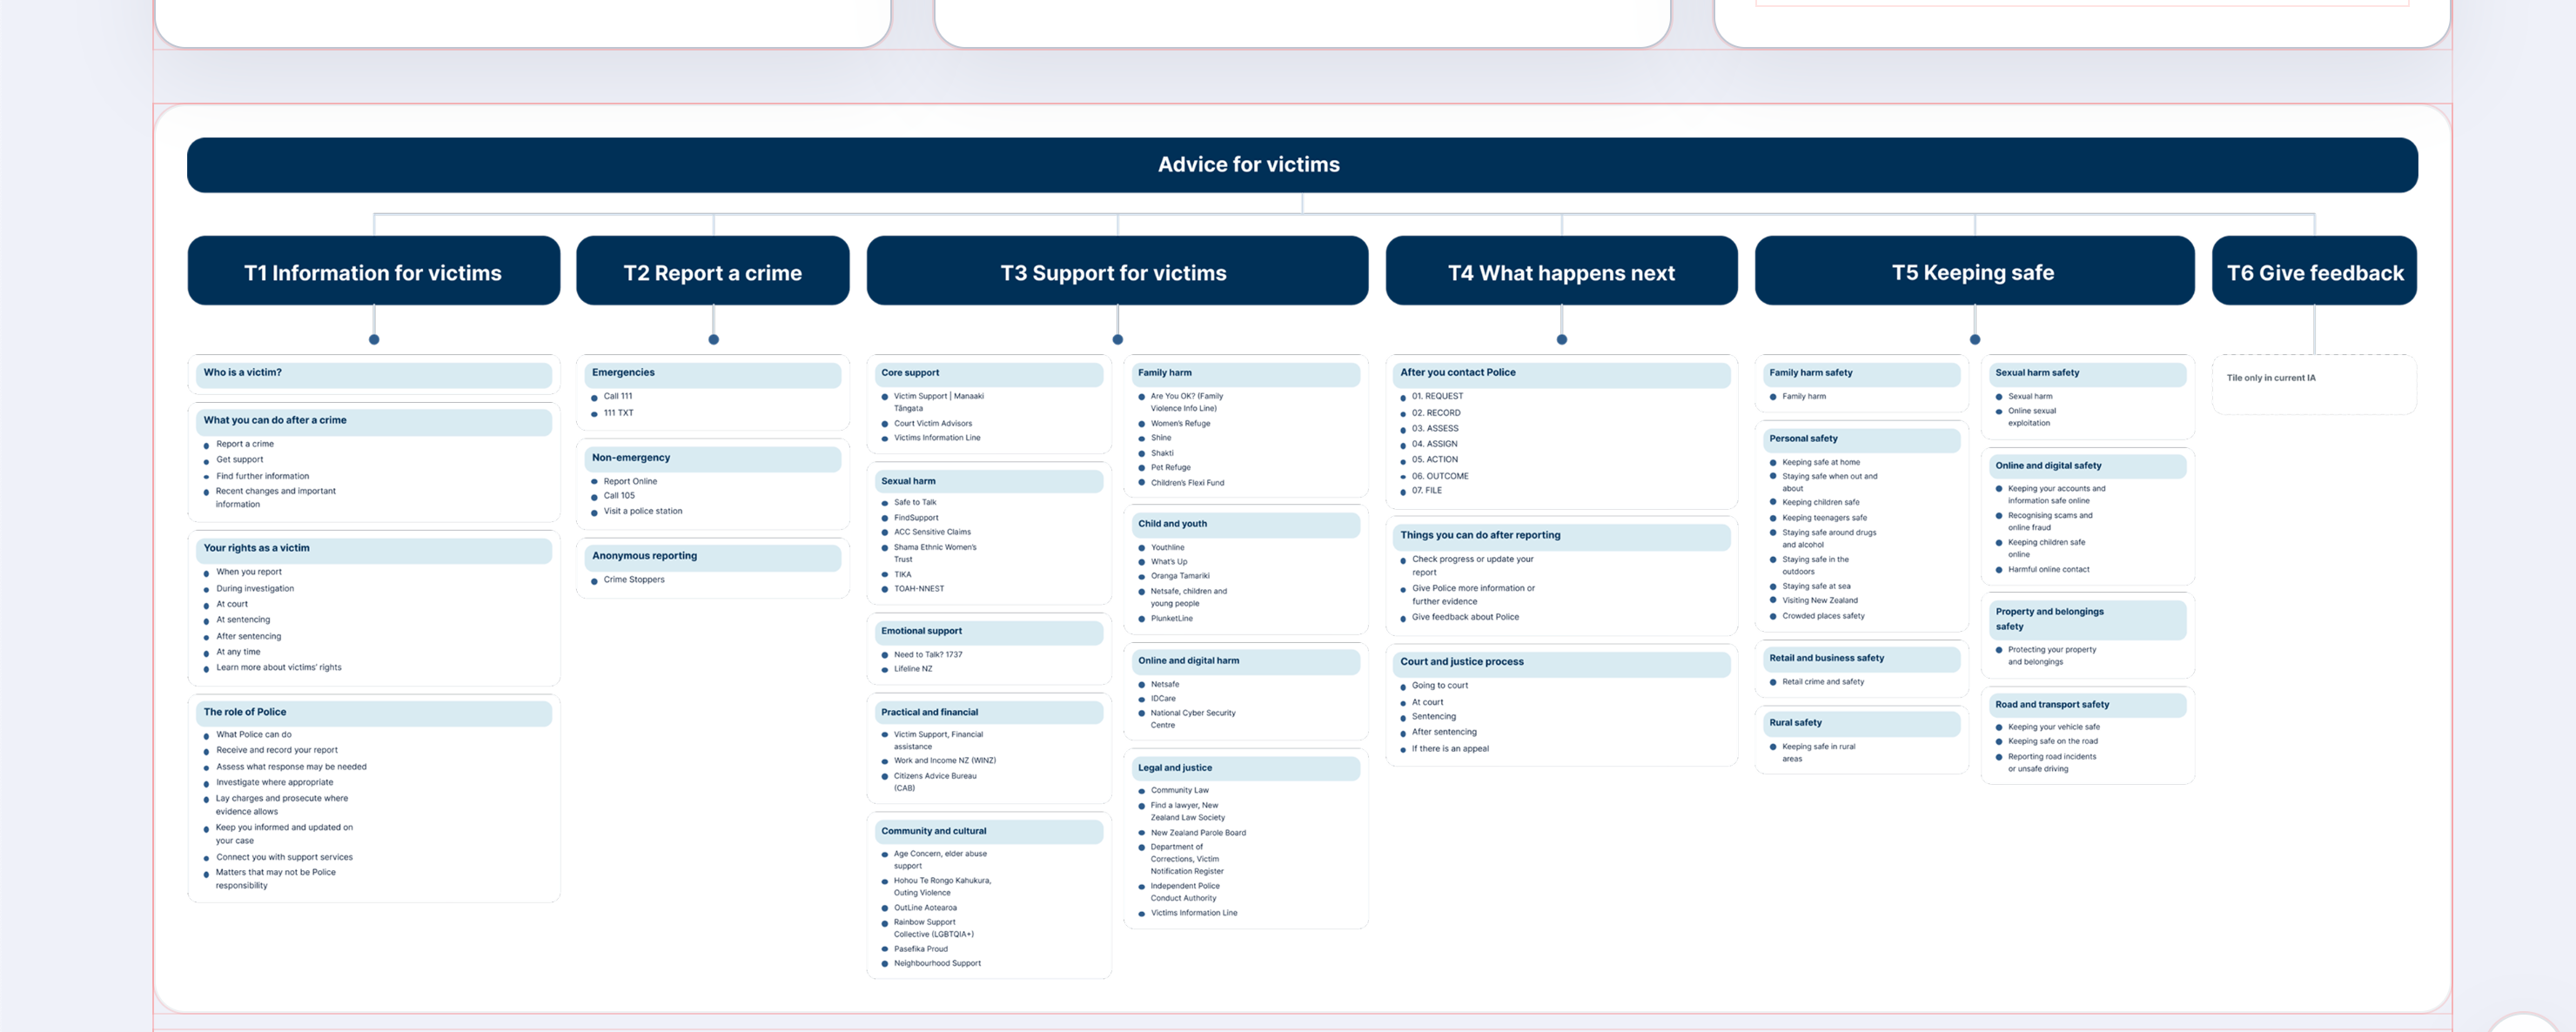 Advice for victims
T1 Information for victims
Who is a victim?
What you can do after a crime
Report a crime
Get support
Find further information
Recent changes and important
information
Your rights as a victim
When you report
During investigation
At court
At sentencing
After sentencing
At any time
Learn more about victims' rights
The role of Police
What Police can do
Receive and record your report
Assess what response may be needed
Investigate where appropriate
Lay charges and prosecute where
evidence allows
Keep you informed and updated on
your case
Connect you with support services
Matters that may not be Police
responsibility
T2 Report a crime
Emergencies
Call 111
111 TXT
Non-emergency
Report Online
Call 105
Visit a police station
Anonymous reporting
Crime Stoppers
T3 Support for victims
Core support
Victim Support | Manaaki
Tāngata
Court Victim Advisors
Victims Information Line
Sexual harm
Safe to Talk
FindSupport
ACC Sensitive Claims
Shama Ethnic Women's
Trust
TIKA
TOAH-NNEST
Emotional support
Need to Talk? 1737
Lifeline NZ
Practical and financial
Victim Support, Financial
assistance
Work and Income NZ (WINZ)
Citizens Advice Bureau
(CAB)
Community and cultural
Age Concern, elder abuse
support
Hohou Te Rongo Kahukura,
Outing Violence
OutLine Aotearoa
Rainbow Support
Collective (LGBTQIA+)
Pasefika Proud
Neighbourhood Support
Family harm
Are You OK? (Family
Violence Info Line)
Women's Refuge
Shine
Shakti
Pet Refuge
Children's Flexi Fund
Child and youth
Youthline
What's Up
Oranga Tamariki
Netsafe, children and
young people
PlunketLine
Online and digital harm
Netsafe
IDCare
National Cyber Security
Centre
Legal and justice
Community Law
Find a lawyer, New
Zealand Law Society
New Zealand Parole Board
Department of
Corrections, Victim
Notification Register
Independent Police
Conduct Authority
Victims Information Line
T4 What happens next
After you contact Police
01. REQUEST
02. RECORD
03. ASSESS
04. ASSIGN
05. ACTION
06. OUTCOME
07. FILE
Things you can do after reporting
Check progress or update your
report
Give Police more information or
further evidence
Give feedback about Police
Court and justice process
Going to court
At court
Sentencing
After sentencing
If there is an appeal
T5 Keeping safe
Family harm safety
Family harm
Personal safety
Keeping safe at home
Staying safe when out and
about
Keeping children safe
Keeping teenagers safe
Staying safe around drugs
and alcohol
Staying safe in the
outdoors
Staying safe at sea
Visiting New Zealand
Crowded places safety
Retail and business safety
Retail crime and safety
Rural safety
Keeping safe in rural
areas
Sexual harm safety
Sexual harm
Online sexual
exploitation
Online and digital safety
Keeping your accounts and
information safe online
Recognising scams and
online fraud
Keeping children safe
online
Harmful online contact
Property and belongings
safety
Protecting your property
and belongings
Road and transport safety
Keeping your vehicle safe
Keeping safe on the road
Reporting road incidents
or unsafe driving
T6 Give feedback
Tile only in current IA